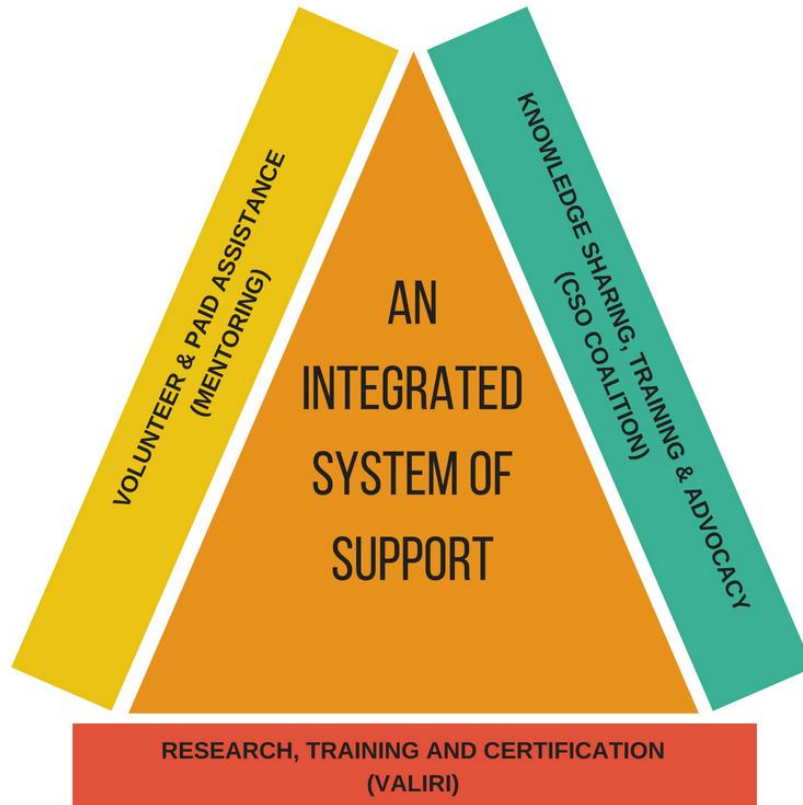 VOLUNTEER & PAID ASSISTANCE
(MENTORING)
KNOWLEDGE SHARING, TRAINING & ADVOCACY
(CSO COALITION)
AN
INTEGRATED
SYSTEM OF
SUPPORT
RESEARCH, TRAINING AND CERTIFICATION
(VALIRI)